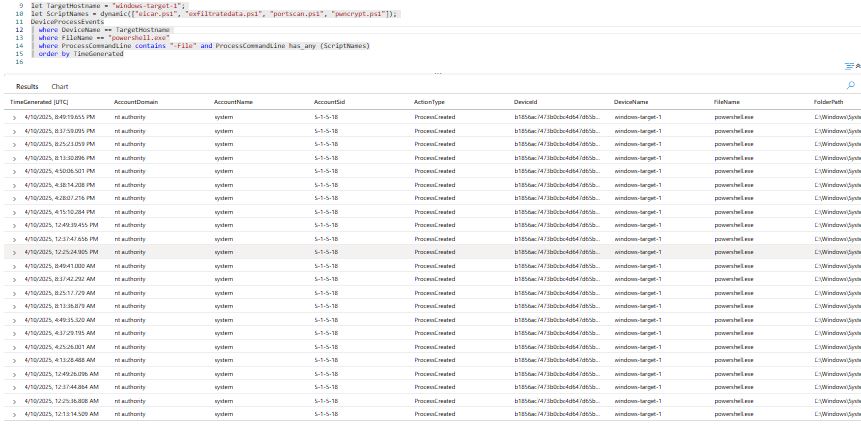 9 let TargetHostname = "windows-target-1";
10 let ScriptNames = dynamic(["eicar.ps1", "exfiltratedata.ps1", "portscan.ps1", "pwncrypt.ps1"]);
11 DeviceProcessEvents
12 | where DeviceName == TargetHostname
13 | where FileName == "powershell.exe"
14 | where ProcessCommandLine contains "-File" and ProcessCommandLine has_any (ScriptNames)
15 | order by TimeGenerated
16
Results Chart
TimeGenerated [UTC] AccountDomain AccountName AccountSid ActionType DeviceId DeviceName FileName FolderPath
4/10/2025, 8:49:19.655 PM nt authority system S-1-5-18 ProcessCreated b1856ac7473b0cbc4d647d65b... windows-target-1 powershell.exe C:\Windows\Syste
4/10/2025, 8:37:59.095 PM nt authority system S-1-5-18 ProcessCreated b1856ac7473b0cbc4d647d65b... windows-target-1 powershell.exe C:\Windows\Syste
4/10/2025, 8:25:23.059 PM nt authority system S-1-5-18 ProcessCreated b1856ac7473b0cbc4d647d65b... windows-target-1 powershell.exe C:\Windows\Syste
4/10/2025, 8:13:30.896 PM nt authority system S-1-5-18 ProcessCreated b1856ac7473b0cbc4d647d65b... windows-target-1 powershell.exe C:\Windows\Syste
4/10/2025, 4:50:06.501 PM nt authority system S-1-5-18 ProcessCreated b1856ac7473b0cbc4d647d65b... windows-target-1 powershell.exe C:\Windows\Syste
4/10/2025, 4:38:14.208 PM nt authority system S-1-5-18 ProcessCreated b1856ac7473b0cbc4d647d65b... windows-target-1 powershell.exe C:\Windows\Syste
4/10/2025, 4:28:07.216 PM nt authority system S-1-5-18 ProcessCreated b1856ac7473b0cbc4d647d65b... windows-target-1 powershell.exe C:\Windows\Syste
4/10/2025, 4:15:10.284 PM nt authority system S-1-5-18 ProcessCreated b1856ac7473b0cbc4d647d65b... windows-target-1 powershell.exe C:\Windows\Syste
4/10/2025, 12:49:39.455 PM nt authority system S-1-5-18 ProcessCreated b1856ac7473b0cbc4d647d65b... windows-target-1 powershell.exe C:\Windows\Syste
4/10/2025, 12:37:47.656 PM nt authority system S-1-5-18 ProcessCreated b1856ac7473b0cbc4d647d65b... windows-target-1 powershell.exe C:\Windows\Syste
4/10/2025, 12:25:24.905 PM nt authority system S-1-5-18 ProcessCreated b1856ac7473b0cbc4d647d65b... windows-target-1 powershell.exe C:\Windows\Syste
4/10/2025, 8:49:41.000 AM nt authority system S-1-5-18 ProcessCreated b1856ac7473b0cbc4d647d65b... windows-target-1 powershell.exe C:\Windows\Syste
4/10/2025, 8:37:42.292 AM nt authority system S-1-5-18 ProcessCreated b1856ac7473b0cbc4d647d65b... windows-target-1 powershell.exe C:\Windows\Syste
4/10/2025, 8:25:17.729 AM nt authority system S-1-5-18 ProcessCreated b1856ac7473b0cbc4d647d65b... windows-target-1 powershell.exe C:\Windows\Syste
4/10/2025, 8:13:36.879 AM nt authority system S-1-5-18 ProcessCreated b1856ac7473b0cbc4d647d65b... windows-target-1 powershell.exe C:\Windows\Syste
4/10/2025, 4:49:35.320 AM nt authority system S-1-5-18 ProcessCreated b1856ac7473b0cbc4d647d65b... windows-target-1 powershell.exe C:\Windows\Syste
4/10/2025, 4:37:29.195 AM nt authority system S-1-5-18 ProcessCreated b1856ac7473b0cbc4d647d65b... windows-target-1 powershell.exe C:\Windows\Syste
4/10/2025, 4:25:26.001 AM nt authority system S-1-5-18 ProcessCreated b1856ac7473b0cbc4d647d65b... windows-target-1 powershell.exe C:\Windows\Syste
4/10/2025, 4:13:28.488 AM nt authority system S-1-5-18 ProcessCreated b1856ac7473b0cbc4d647d65b... windows-target-1 powershell.exe C:\Windows\Syste
4/10/2025, 12:49:26.096 AM nt authority system S-1-5-18 ProcessCreated b1856ac7473b0cbc4d647d65b... windows-target-1 powershell.exe C:\Windows\Syste
4/10/2025, 12:37:44.864 AM nt authority system S-1-5-18 ProcessCreated b1856ac7473b0cbc4d647d65b... windows-target-1 powershell.exe C:\Windows\Syste
4/10/2025, 12:25:36.808 AM nt authority system S-1-5-18 ProcessCreated b1856ac7473b0cbc4d647d65b... windows-target-1 powershell.exe C:\Windows\Syste
4/10/2025, 12:13:14.509 AM nt authority system S-1-5-18 ProcessCreated b1856ac7473b0cbc4d647d65b... windows-target-1 powershell.exe C:\Windows\Syste